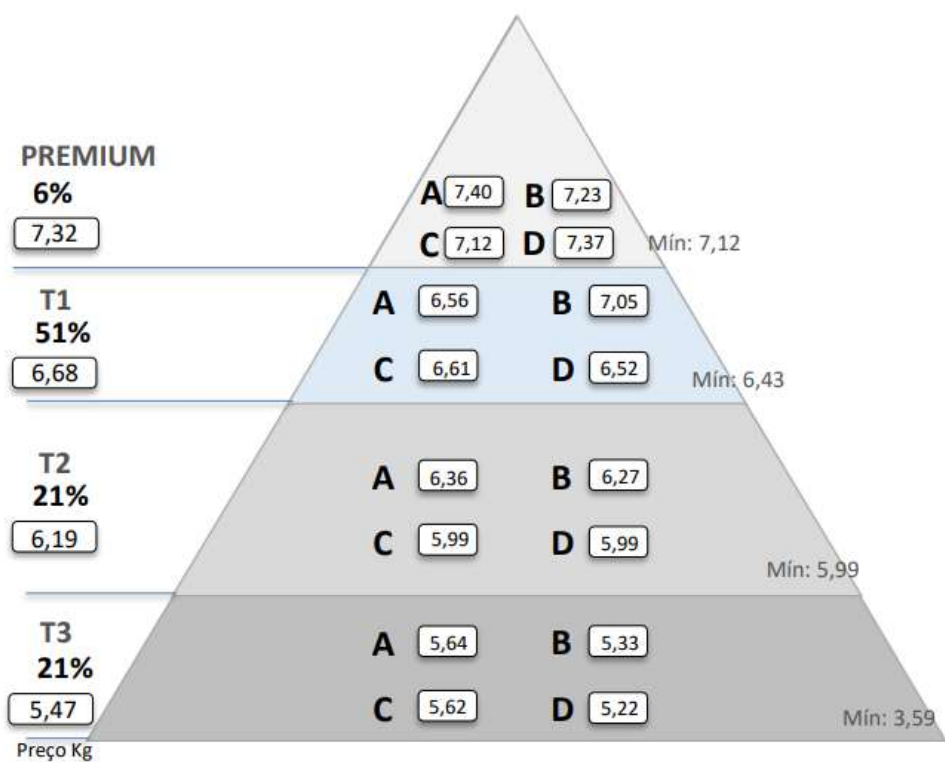 PREMIUM
6%
7,32
A 7,40 B 7,23
C 7,12 D 7,37
Mín: 7,12
T1
51%
6,68
A 6,56 B 7,05
C 6,61 D 6,52
Mín: 6,43
T2
21%
6,19
A 6,36 B 6,27
C 5,99 D 5,99
Mín: 5,99
T3
21%
5,47
A 5,64 B 5,33
C 5,62 D 5,22
Mín: 3,59
Preço Kg